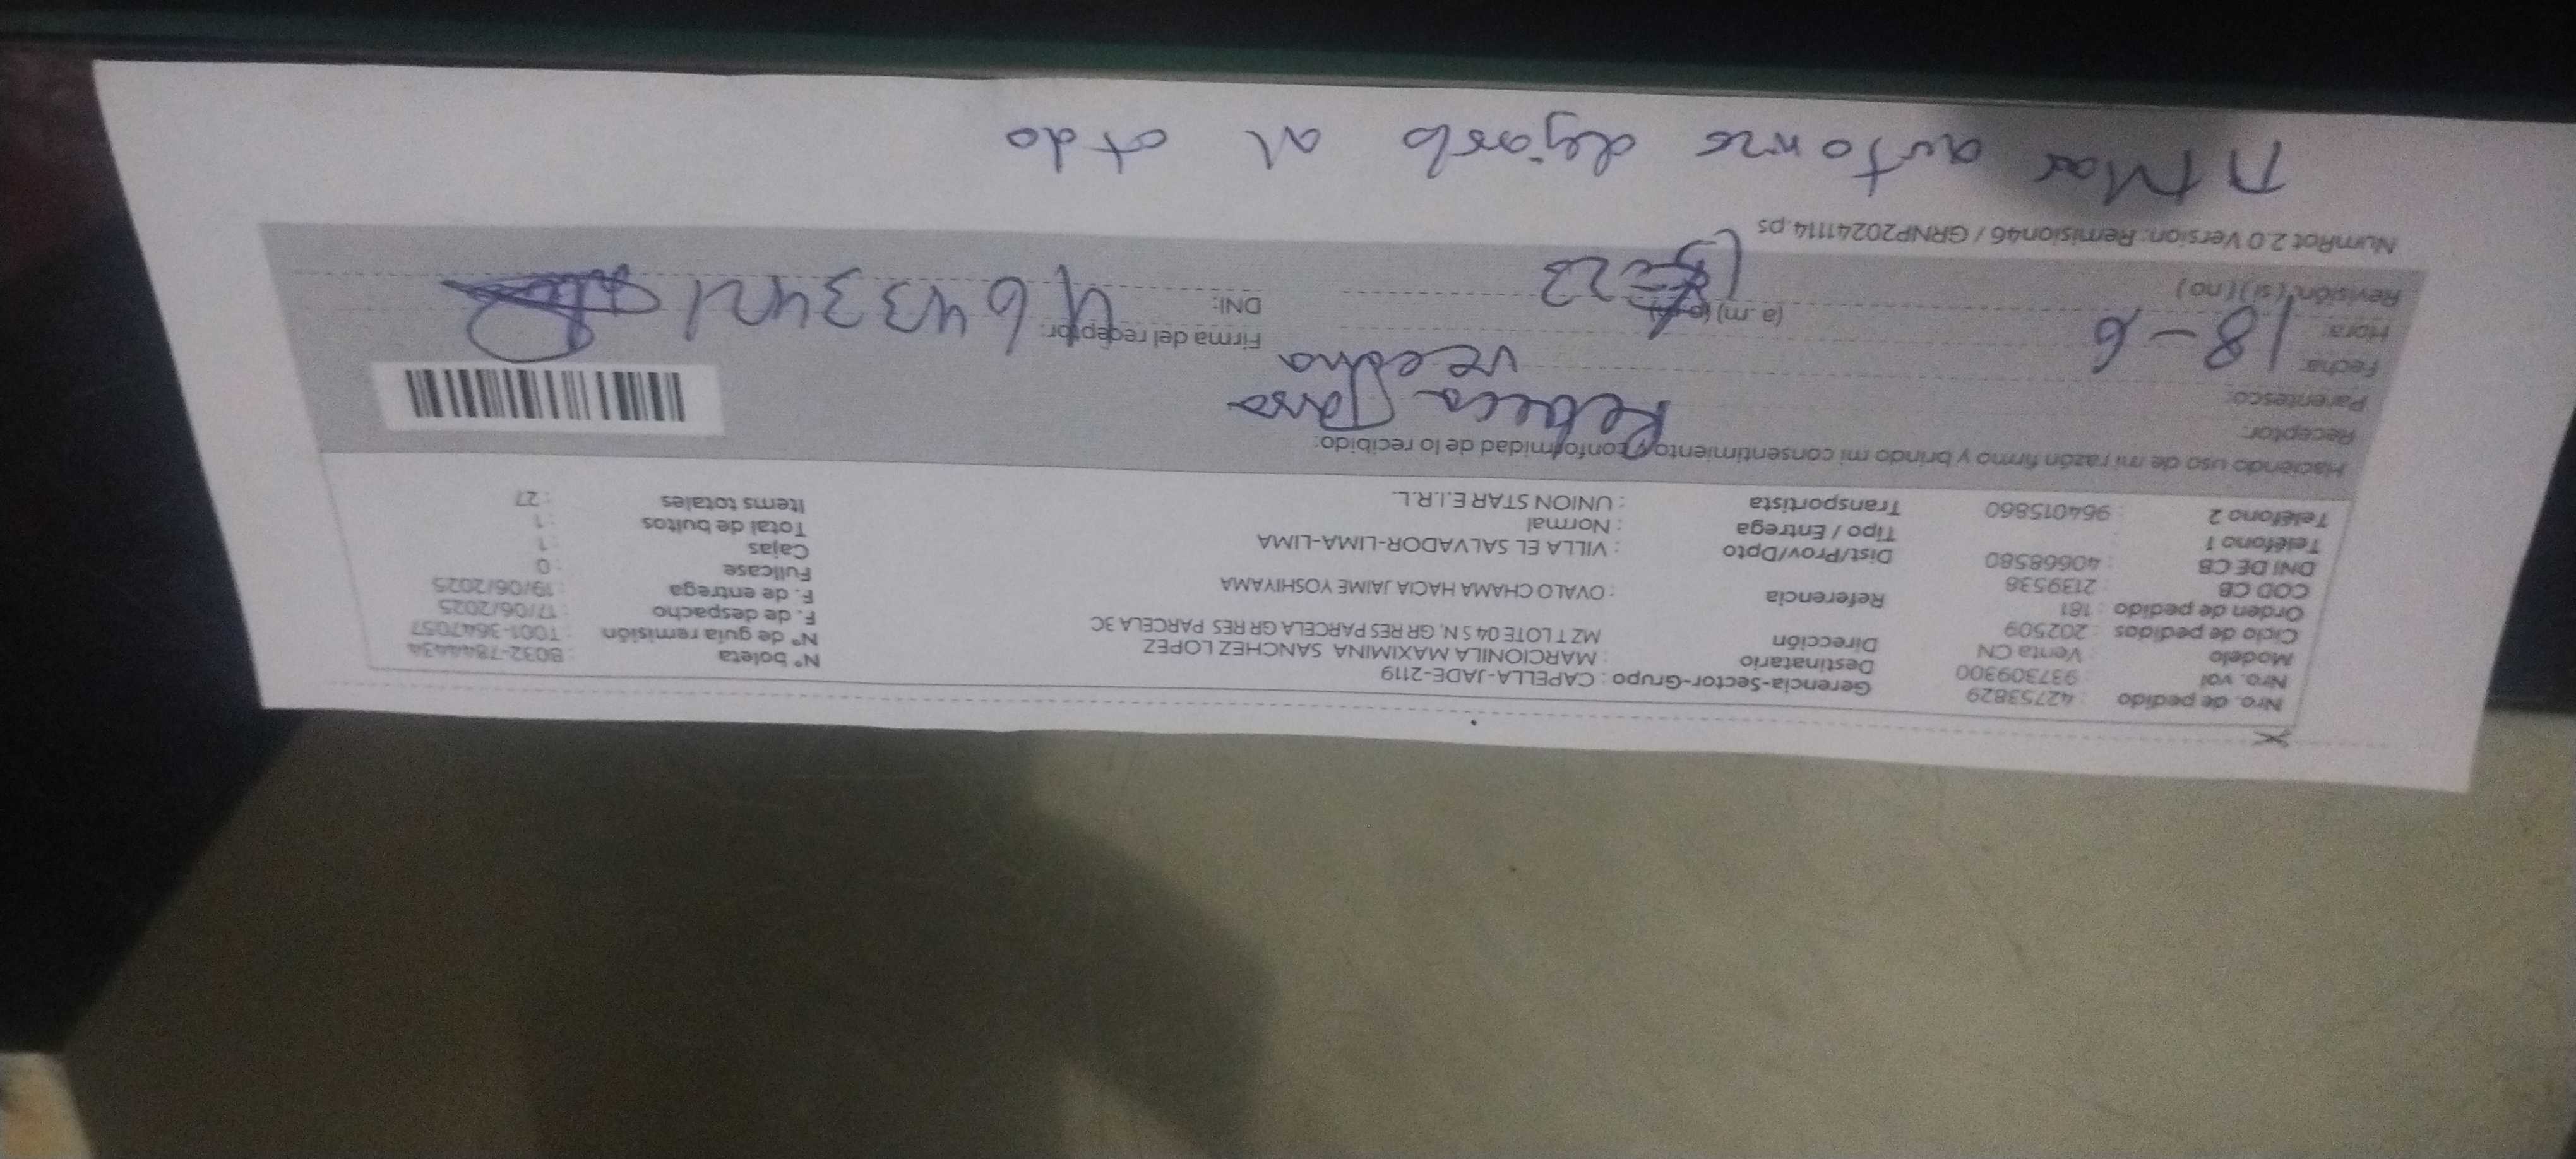 Nro. de pedido : 42753829 Gerencia-Sector-Grupo : CAPELLA-JADE-2119 N° boleta : B032-7844434
Nro. vol : 937309300 Destinatario : MARCIONILA MAXIMINA SANCHEZ LOPEZ N° de guía remisión : T001-3647057
Modelo : Venta CN Dirección MZ T LOTE 04 S N, GR RES PARCELA GR RES PARCELA 3C F. de despacho : 17/06/2025
Ciclo de pedidos : 202509 Referencia : OVALO CHAMA HACIA JAIME YOSHIYAMA F. de entrega : 19/06/2025
Orden de pedido : 181 Dist/Prov/Dpto : VILLA EL SALVADOR-LIMA-LIMA Fullcase : 0
COD CB : 2139538 Tipo / Entrega : Normal Cajas : 1
DNI DE CB : 40668580 Transportista : UNION STAR E.I.R.L. Total de bultos : 1
Teléfono 1 : Items totales : 27
Teléfono 2 : 964015860
Haciendo uso de mi razón firmo y brindo mi consentimiento y conformidad de lo recibido:
Receptor: Rebeca
Parentesco: vecina
Fecha: 18-6 Firma del receptor:
Hora: (a.m) (p.m) DNI: 46433421
Revisión: (si) (no)
NumRot 2.0 Version: Remision46 / GRNP20241114.ps
autorizo dejarlo al